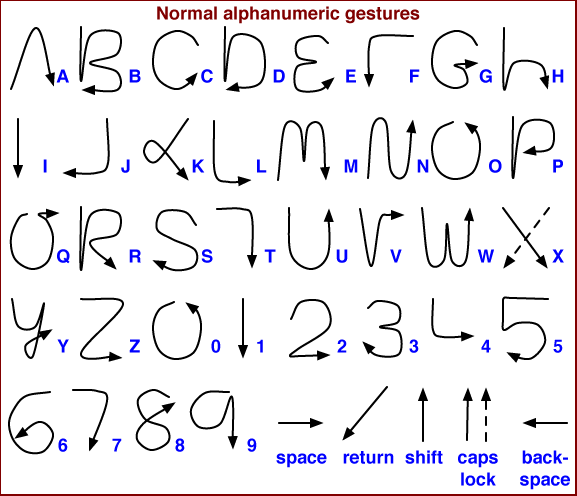 Normal alphanumeric gestures
A B C D E F G H
I J K L M N O P
Q R S T U V W X
Y Z 0 1 2 3 4 5
6 7 8 9 space return shift caps lock back-space